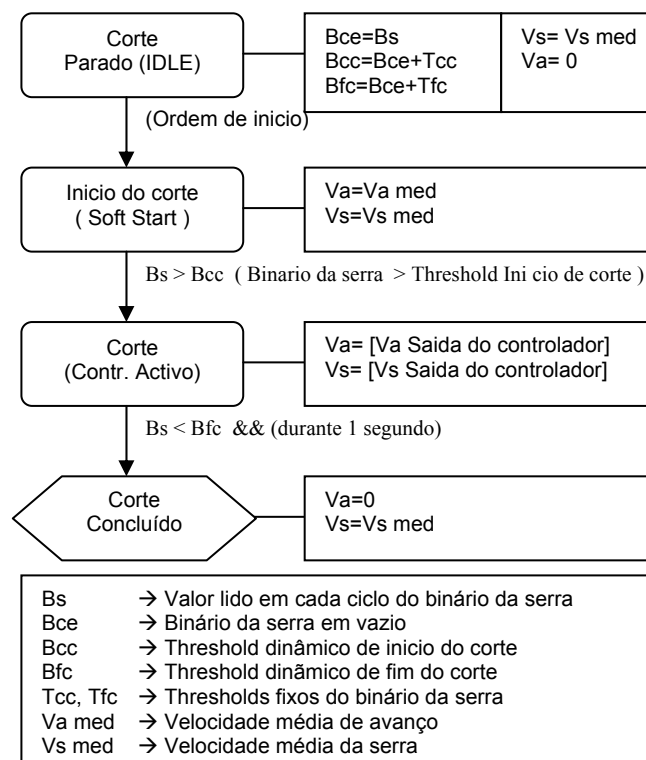 Corte
Parado (IDLE)
Bce=Bs
Bcc=Bce+Tcc
Bfc=Bce+Tfc
Vs= Vs med
Va= 0
(Ordem de inicio)
Inicio do corte
( Soft Start )
Va=Va med
Vs=Vs med
Bs > Bcc ( Binario da serra > Threshold Ini cio de corte )
Corte
(Contr. Activo)
Va= [Va Saida do controlador]
Vs= [Vs Saida do controlador]
Bs < Bfc && (durante 1 segundo)
Corte
Concluído
Va=0
Vs=Vs med
Bs → Valor lido em cada ciclo do binário da serra
Bce → Binário da serra em vazio
Bcc → Threshold dinâmico de inicio do corte
Bfc → Threshold dinãmico de fim do corte
Tcc, Tfc → Thresholds fixos do binário da serra
Va med → Velocidade média de avanço
Vs med → Velocidade média da serra